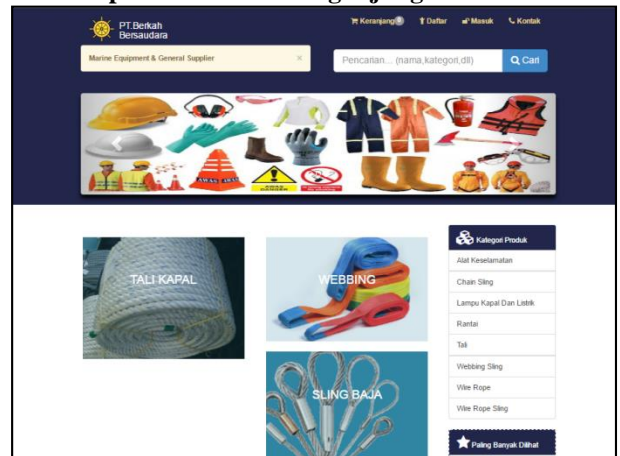 PT.Berkah
Bersaudara
Keranjang 0 Daftar Masuk Kontak
Marine Equipment & General Supplier ×
Pencarian... (nama,kategori,dll) Cari
AWAS
TALI KAPAL
WEBBING
SLING BAJA
Kategori Produk
Alat Keselamatan
Chain Sling
Lampu Kapal Dan Listrik
Rantai
Tali
Webbing Sling
Wire Rope
Wire Rope Sling
Paling Banyak Dilihat